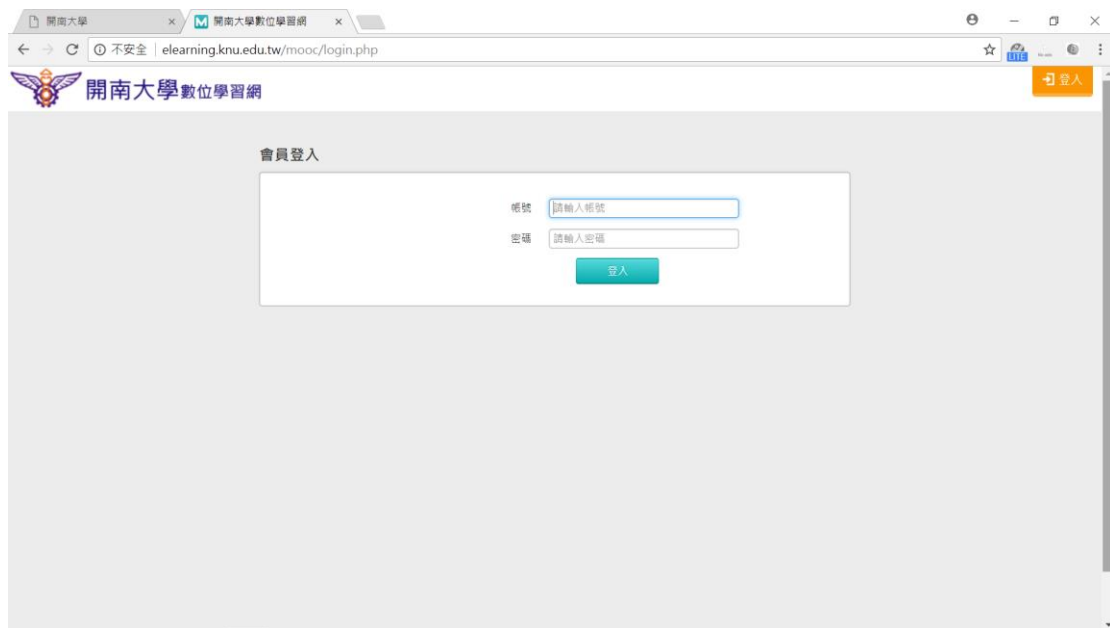 開南大學
開南大學數位學習網
不安全 elearning.knu.edu.tw/mooc/login.php
LITE
開南大學數位學習網
登入
會員登入
帳號 請輸入帳號
密碼 請輸入密碼
登入